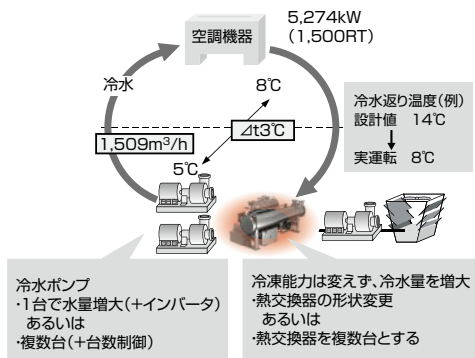 5,274kW
(1,500RT)
空調機器
冷水
8℃
冷水返り温度(例)
設計値 14℃
実運転 8℃
⊿t3℃
1,509m³/h
5℃
冷水ポンプ
・1台で水量増大(+インバータ)
あるいは
・複数台(+台数制御)
冷凍能力は変えず、冷水量を増大
・熱交換器の形状変更
あるいは
・熱交換器を複数台とする